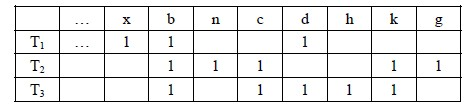 … x b n c d h k g
T₁ … 1 1 1
T₂ 1 1 1 1 1
T₃ 1 1 1 1 1